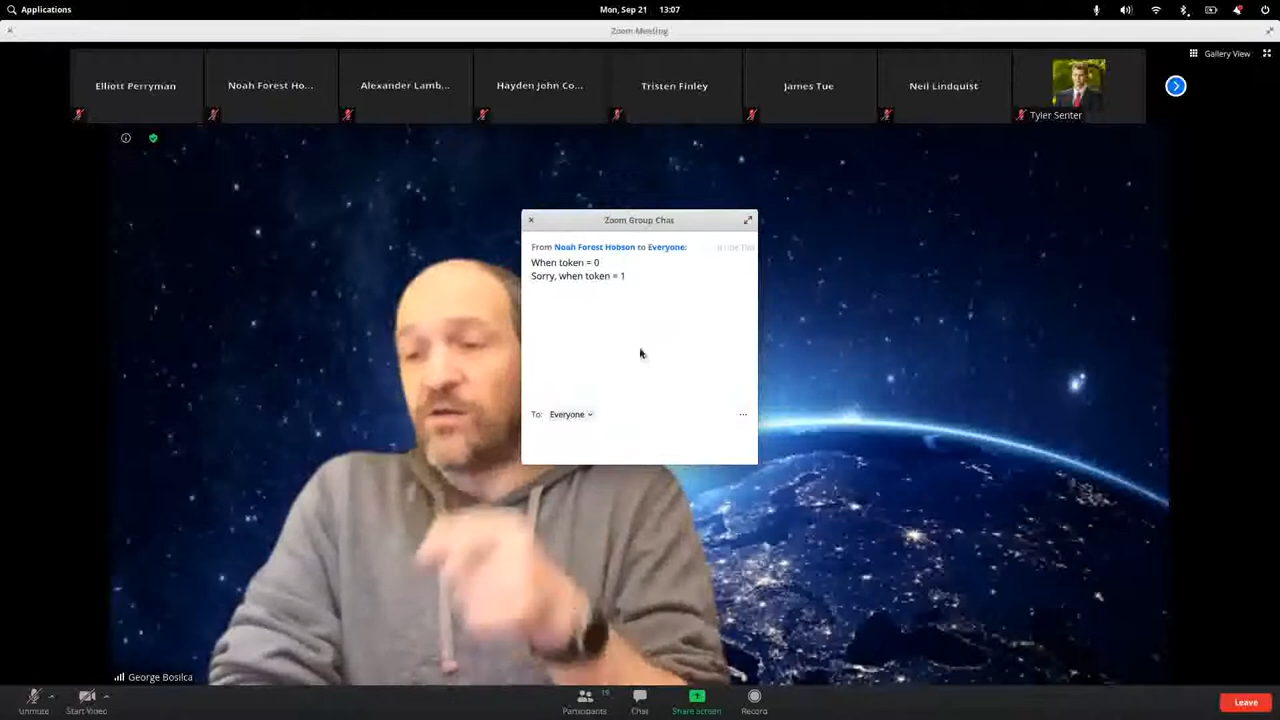 Applications
Mon, Sep 21 13:07
Zoom Meeting
Gallery View
Elliott Perryman
Noah Forest Ho...
Alexander Lamb...
Hayden John Co...
Tristen Finley
James Tue
Neil Lindquist
Tyler Senter
Zoom Group Chat
From Noah Forest Hobson to Everyone:
When token = 0
Sorry, when token = 1
To: Everyone
...
George Bosilca
Unmute
Start Video
Participants
19
Chat
Share Screen
Record
Leave